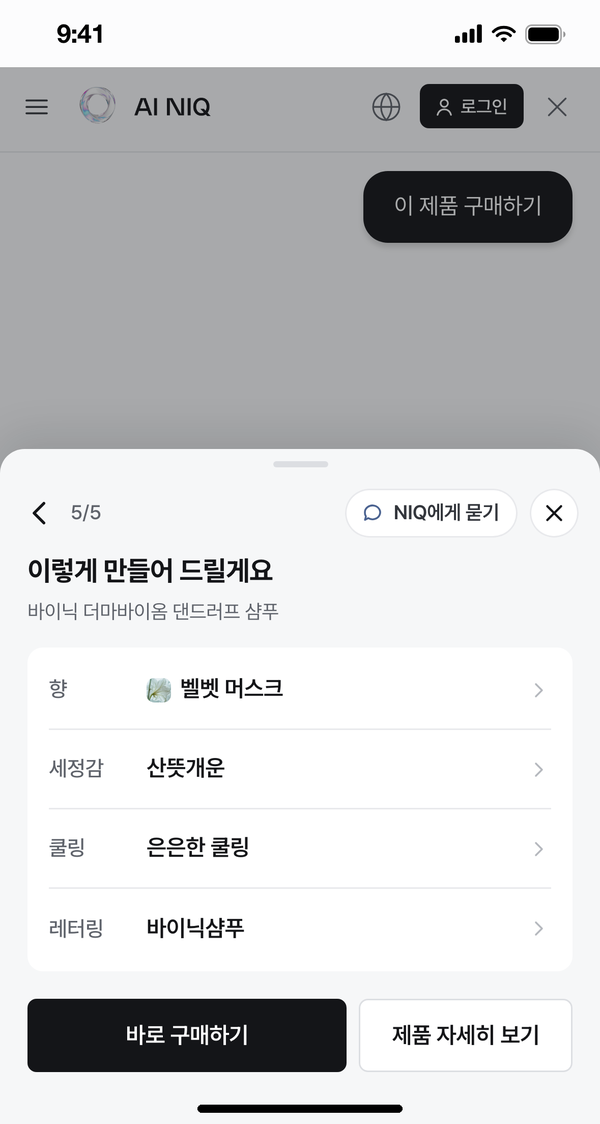 9:41
AI NIQ
로그인
이 제품 구매하기
5/5
NIQ에게 묻기
이렇게 만들어 드릴게요
바이닉 더마바이옴 댄드러프 샴푸
향 벨벳 머스크
세정감 산뜻개운
쿨링 은은한 쿨링
레터링 바이닉샴푸
바로 구매하기
제품 자세히 보기